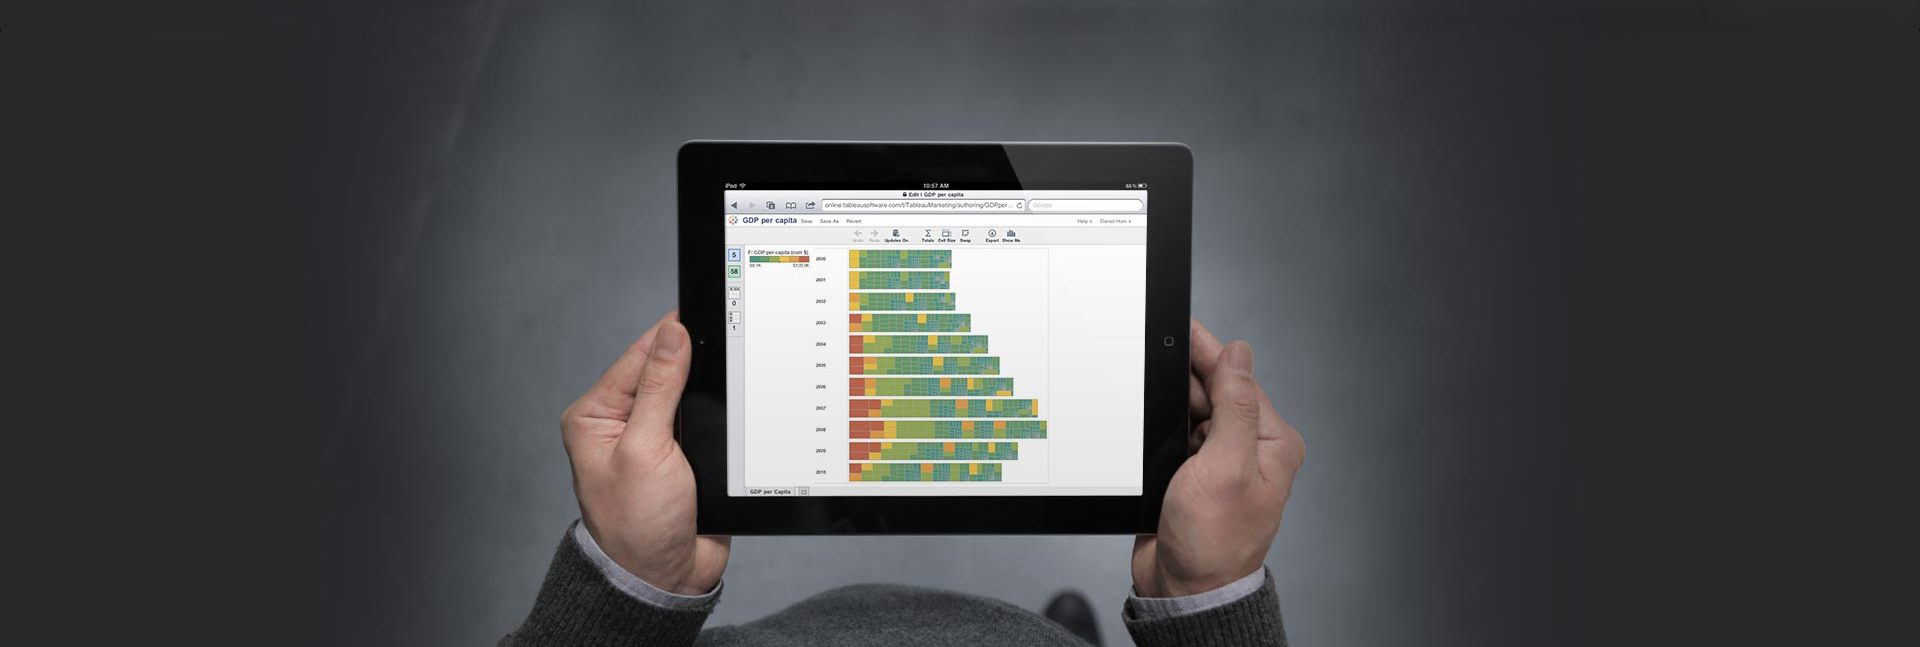 iPad
10:57 AM
65 %
Edit | GDP per capita
online.tableausoftware.com/t/TableauMarketing/authoring/GDPper...
Google
GDP per capita Save Save As Revert
Help Daniel Hom
Undo Redo Updates On Totals Cell Size Swap Export Show Me
5
58
0
1
GDP per capita (curr $)
$0.1K $120.0K
2000
2001
2002
2003
2004
2005
2006
2007
2008
2009
2010
GDP per Capita